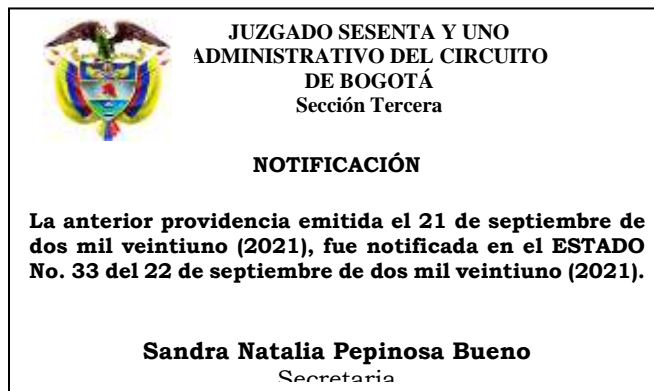 JUZGADO SESENTA Y UNO
ADMINISTRATIVO DEL CIRCUITO
DE BOGOTÁ
Sección Tercera
NOTIFICACIÓN
La anterior providencia emitida el 21 de septiembre de
dos mil veintiuno (2021), fue notificada en el ESTADO
No. 33 del 22 de septiembre de dos mil veintiuno (2021).
Sandra Natalia Pepinosa Bueno
Secretaria